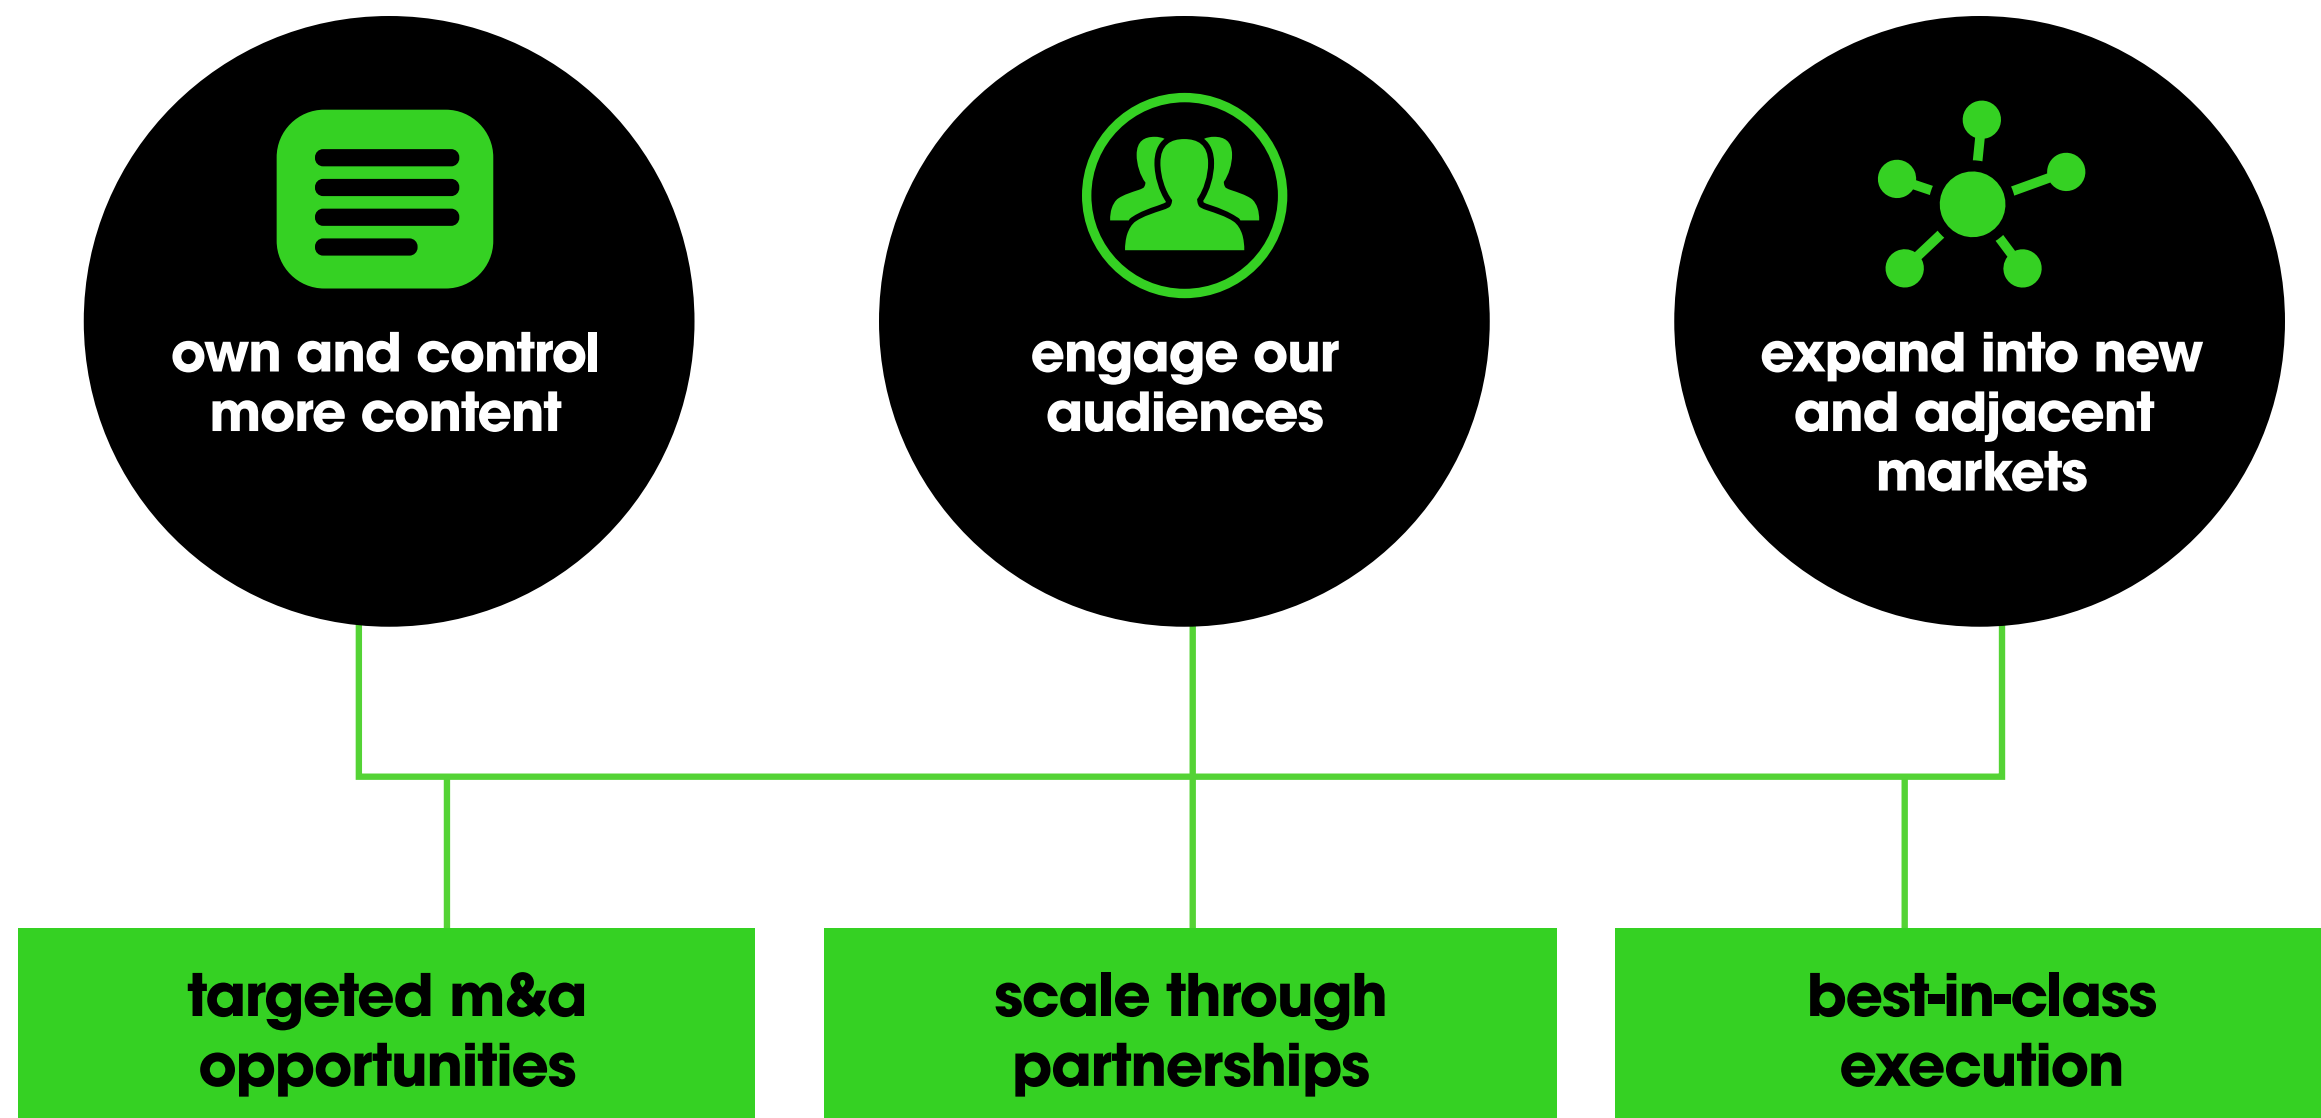 own and control
more content
engage our
audiences
expand into new
and adjacent
markets
targeted m&a
opportunities
scale through
partnerships
best-in-class
execution